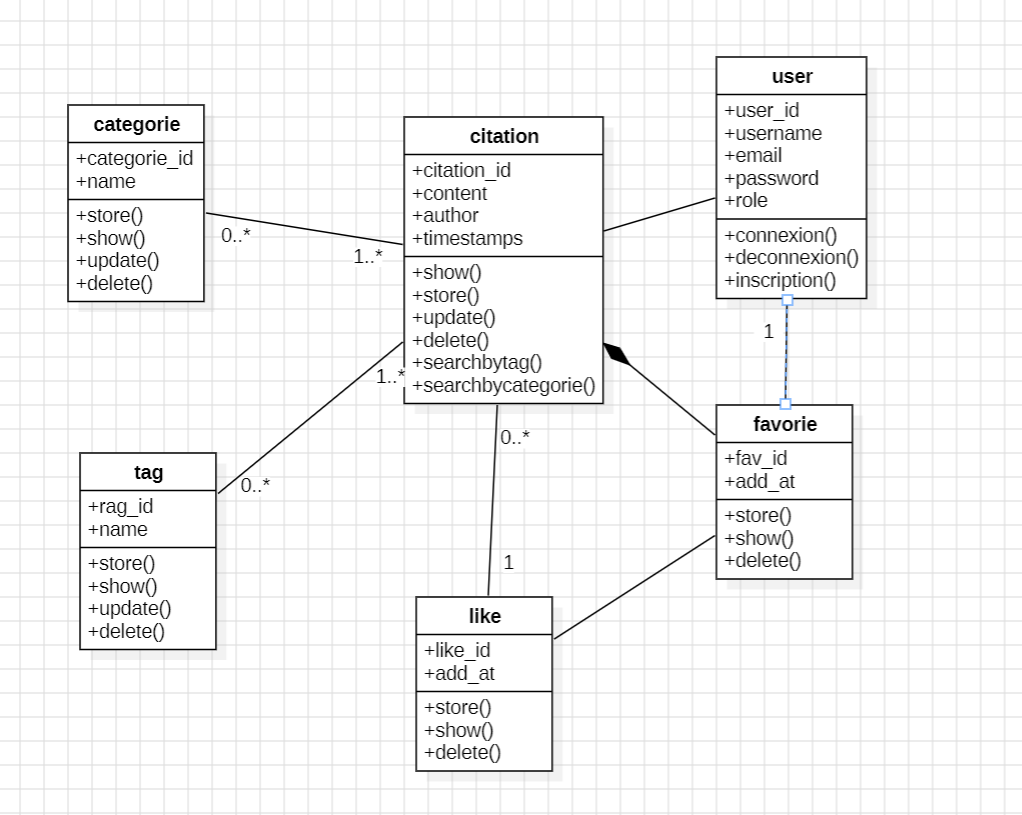 categorie
+categorie_id
+name
+store()
+show()
+update()
+delete()
0..*
1..*
citation
+citation_id
+content
+author
+timestamps
+show()
+store()
+update()
+delete()
+searchbytag()
+searchbycategorie()
user
+user_id
+username
+email
+password
+role
+connexion()
+deconnexion()
+inscription()
1
1..*
0..*
tag
+rag_id
+name
+store()
+show()
+update()
+delete()
0..*
1
like
+like_id
+add_at
+store()
+show()
+delete()
favorie
+fav_id
+add_at
+store()
+show()
+delete()